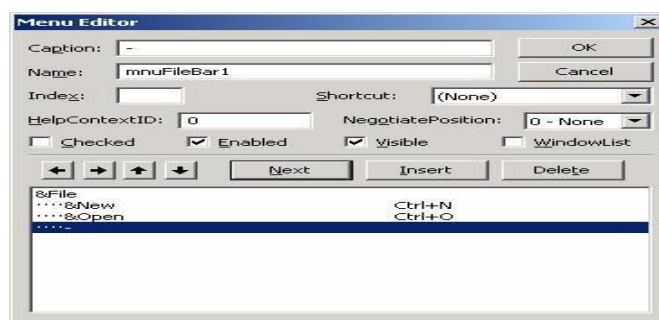 Menu Editor
Caption: - OK
Name: mnuFileBar1 Cancel
Index: Shortcut: (None)
HelpContextID: 0 NegotiatePosition: 0 - None
Checked Enabled Visible WindowList
Next Insert Delete
&File
····&New Ctrl+N
····&Open Ctrl+O
····-